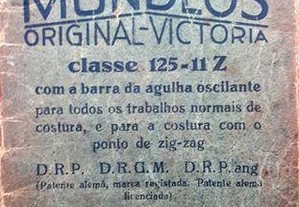 MUNDLOS
ORIGINAL-VICTORIA
classe 125-11 Z
com a barra da agulha oscilante
para todos os trabalhos normais de
costura, e para a costura com o
ponto de zig-zag
D.R.P. D.R.G.M. D.R.P. ang
(Patente alemã, marca registada. Patente alemã
licenciada)